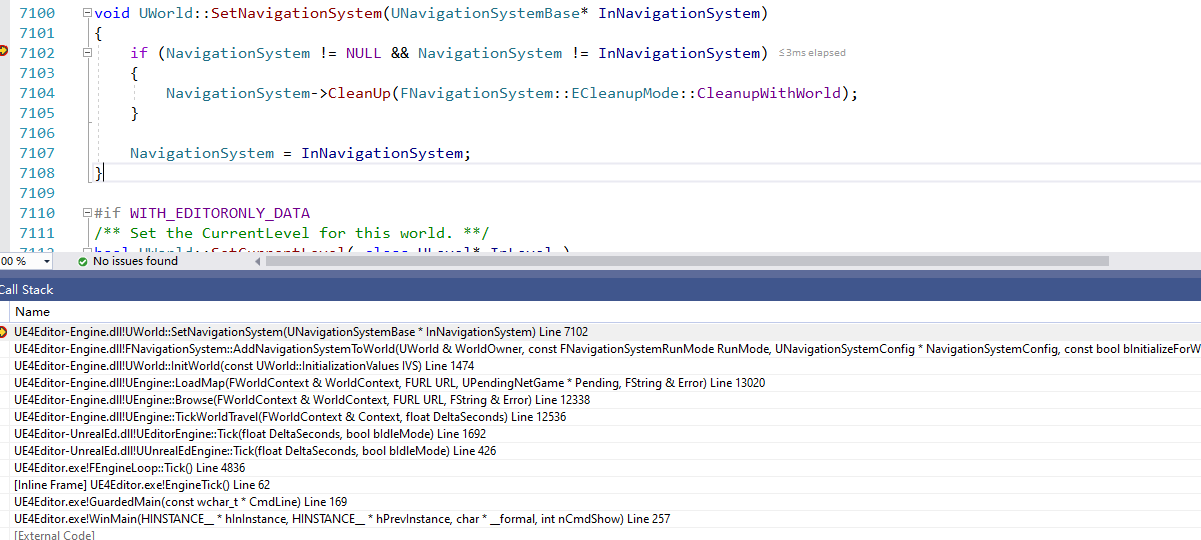 7100 void UWorld::SetNavigationSystem(UNavigationSystemBase* InNavigationSystem)
7101 {
7102 if (NavigationSystem != NULL && NavigationSystem != InNavigationSystem) ≤3ms elapsed
7103 {
7104 NavigationSystem->CleanUp(FNavigationSystem::ECleanupMode::CleanupWithWorld);
7105 }
7106
7107 NavigationSystem = InNavigationSystem;
7108 }
7109
7110 #if WITH_EDITORONLY_DATA
7111 /** Set the CurrentLevel for this world. **/
7112 bool UWorld::SetCurrentLevel( class ULevel* InLevel )
00 % No issues found
Call Stack
Name
UE4Editor-Engine.dll!UWorld::SetNavigationSystem(UNavigationSystemBase * InNavigationSystem) Line 7102
UE4Editor-Engine.dll!FNavigationSystem::AddNavigationSystemToWorld(UWorld & WorldOwner, const FNavigationSystemRunMode RunMode, UNavigationSystemConfig * NavigationSystemConfig, const bool bInitializeForW
UE4Editor-Engine.dll!UWorld::InitWorld(const UWorld::InitializationValues IVS) Line 1474
UE4Editor-Engine.dll!UEngine::LoadMap(FWorldContext & WorldContext, FURL URL, UPendingNetGame * Pending, FString & Error) Line 13020
UE4Editor-Engine.dll!UEngine::Browse(FWorldContext & WorldContext, FURL URL, FString & Error) Line 12338
UE4Editor-Engine.dll!UEngine::TickWorldTravel(FWorldContext & Context, float DeltaSeconds) Line 12536
UE4Editor-UnrealEd.dll!UEditorEngine::Tick(float DeltaSeconds, bool bIdleMode) Line 1692
UE4Editor-UnrealEd.dll!UUnrealEdEngine::Tick(float DeltaSeconds, bool bIdleMode) Line 426
UE4Editor.exe!FEngineLoop::Tick() Line 4836
[Inline Frame] UE4Editor.exe!EngineTick() Line 62
UE4Editor.exe!GuardedMain(const wchar_t * CmdLine) Line 169
UE4Editor.exe!WinMain(HINSTANCE__ * hInInstance, HINSTANCE__ * hPrevInstance, char * __formal, int nCmdShow) Line 257
[External Code]